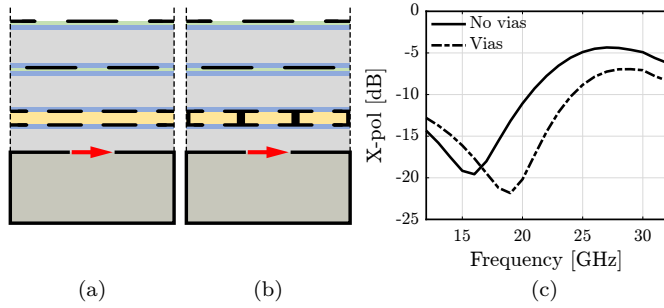 No vias
Vias
X-pol [dB]
0
-5
-10
-15
-20
-25
15
20
25
30
Frequency [GHz]
(a)
(b)
(c)